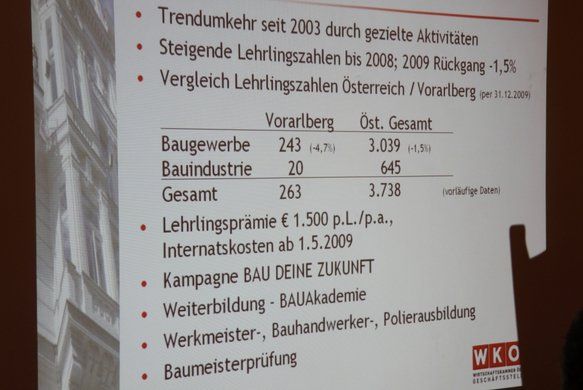 • Trendumkehr seit 2003 durch gezielte Aktivitäten
• Steigende Lehrlingszahlen bis 2008; 2009 Rückgang -1,5%
• Vergleich Lehrlingszahlen Österreich / Vorarlberg (per 31.12.2009)
Vorarlberg Öst. Gesamt
Baugewerbe 243 (-4,7%) 3.039 (-1,5%)
Bauindustrie 20 645
Gesamt 263 3.738 (vorläufige Daten)
• Lehrlingsprämie € 1.500 p.L./p.a.,
Internatskosten ab 1.5.2009
• Kampagne BAU DEINE ZUKUNFT
• Weiterbildung - BAUAkademie
• Werkmeister-, Bauhandwerker-, Polierausbildung
• Baumeisterprüfung
WKO
WIRTSCHAFTSKAMMER Ö
GESCHÄFTSSTELL